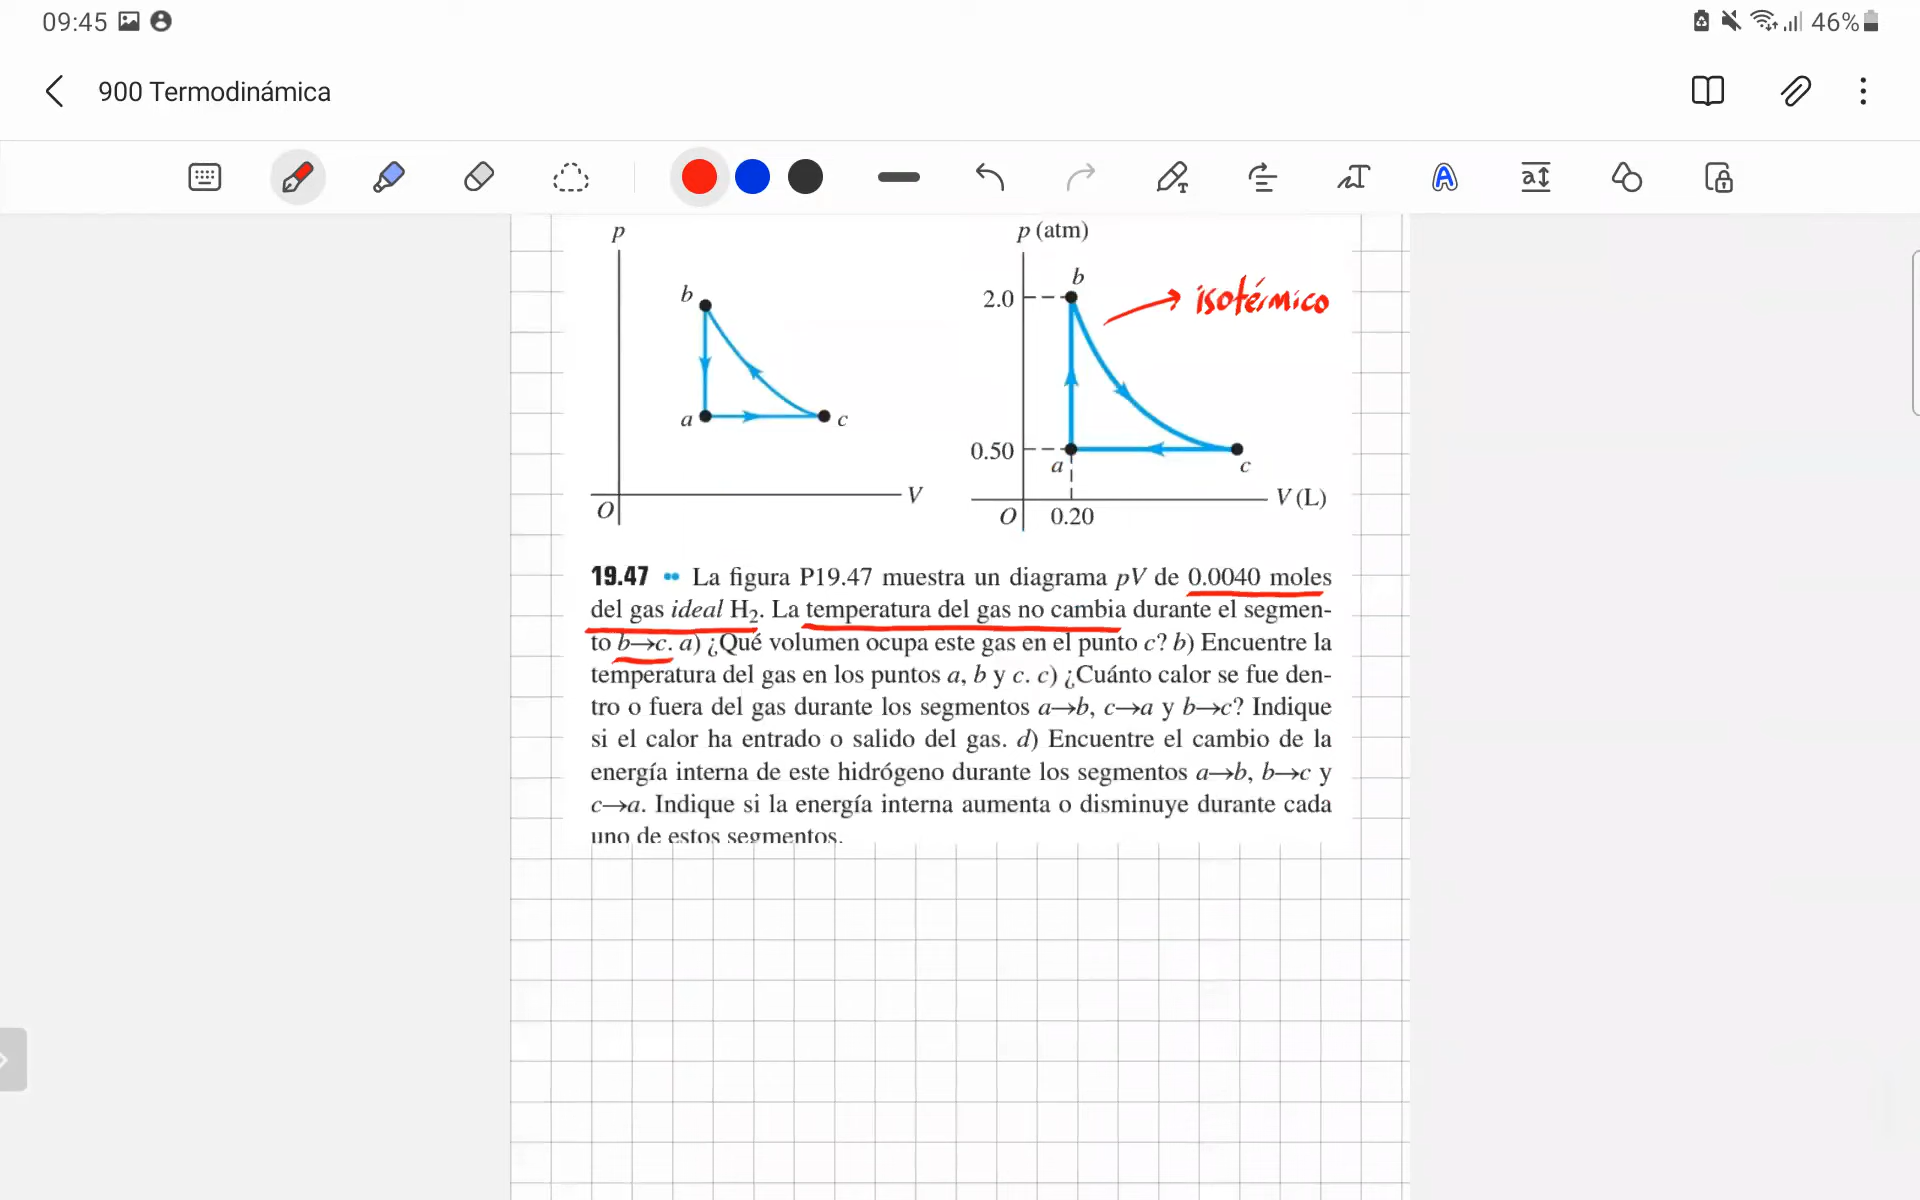 09:45
46%
900 Termodinámica
p
b
a
c
V
O
p (atm)
b
2.0
isotérmico
0.50
a
c
V (L)
O
0.20
19.47 •• La figura P19.47 muestra un diagrama pV de 0.0040 moles
del gas ideal H₂. La temperatura del gas no cambia durante el segmen-
to b→c. a) ¿Qué volumen ocupa este gas en el punto c? b) Encuentre la
temperatura del gas en los puntos a, b y c. c) ¿Cuánto calor se fue den-
tro o fuera del gas durante los segmentos a→b, c→a y b→c? Indique
si el calor ha entrado o salido del gas. d) Encuentre el cambio de la
energía interna de este hidrógeno durante los segmentos a→b, b→c y
c→a. Indique si la energía interna aumenta o disminuye durante cada
uno de estos segmentos.